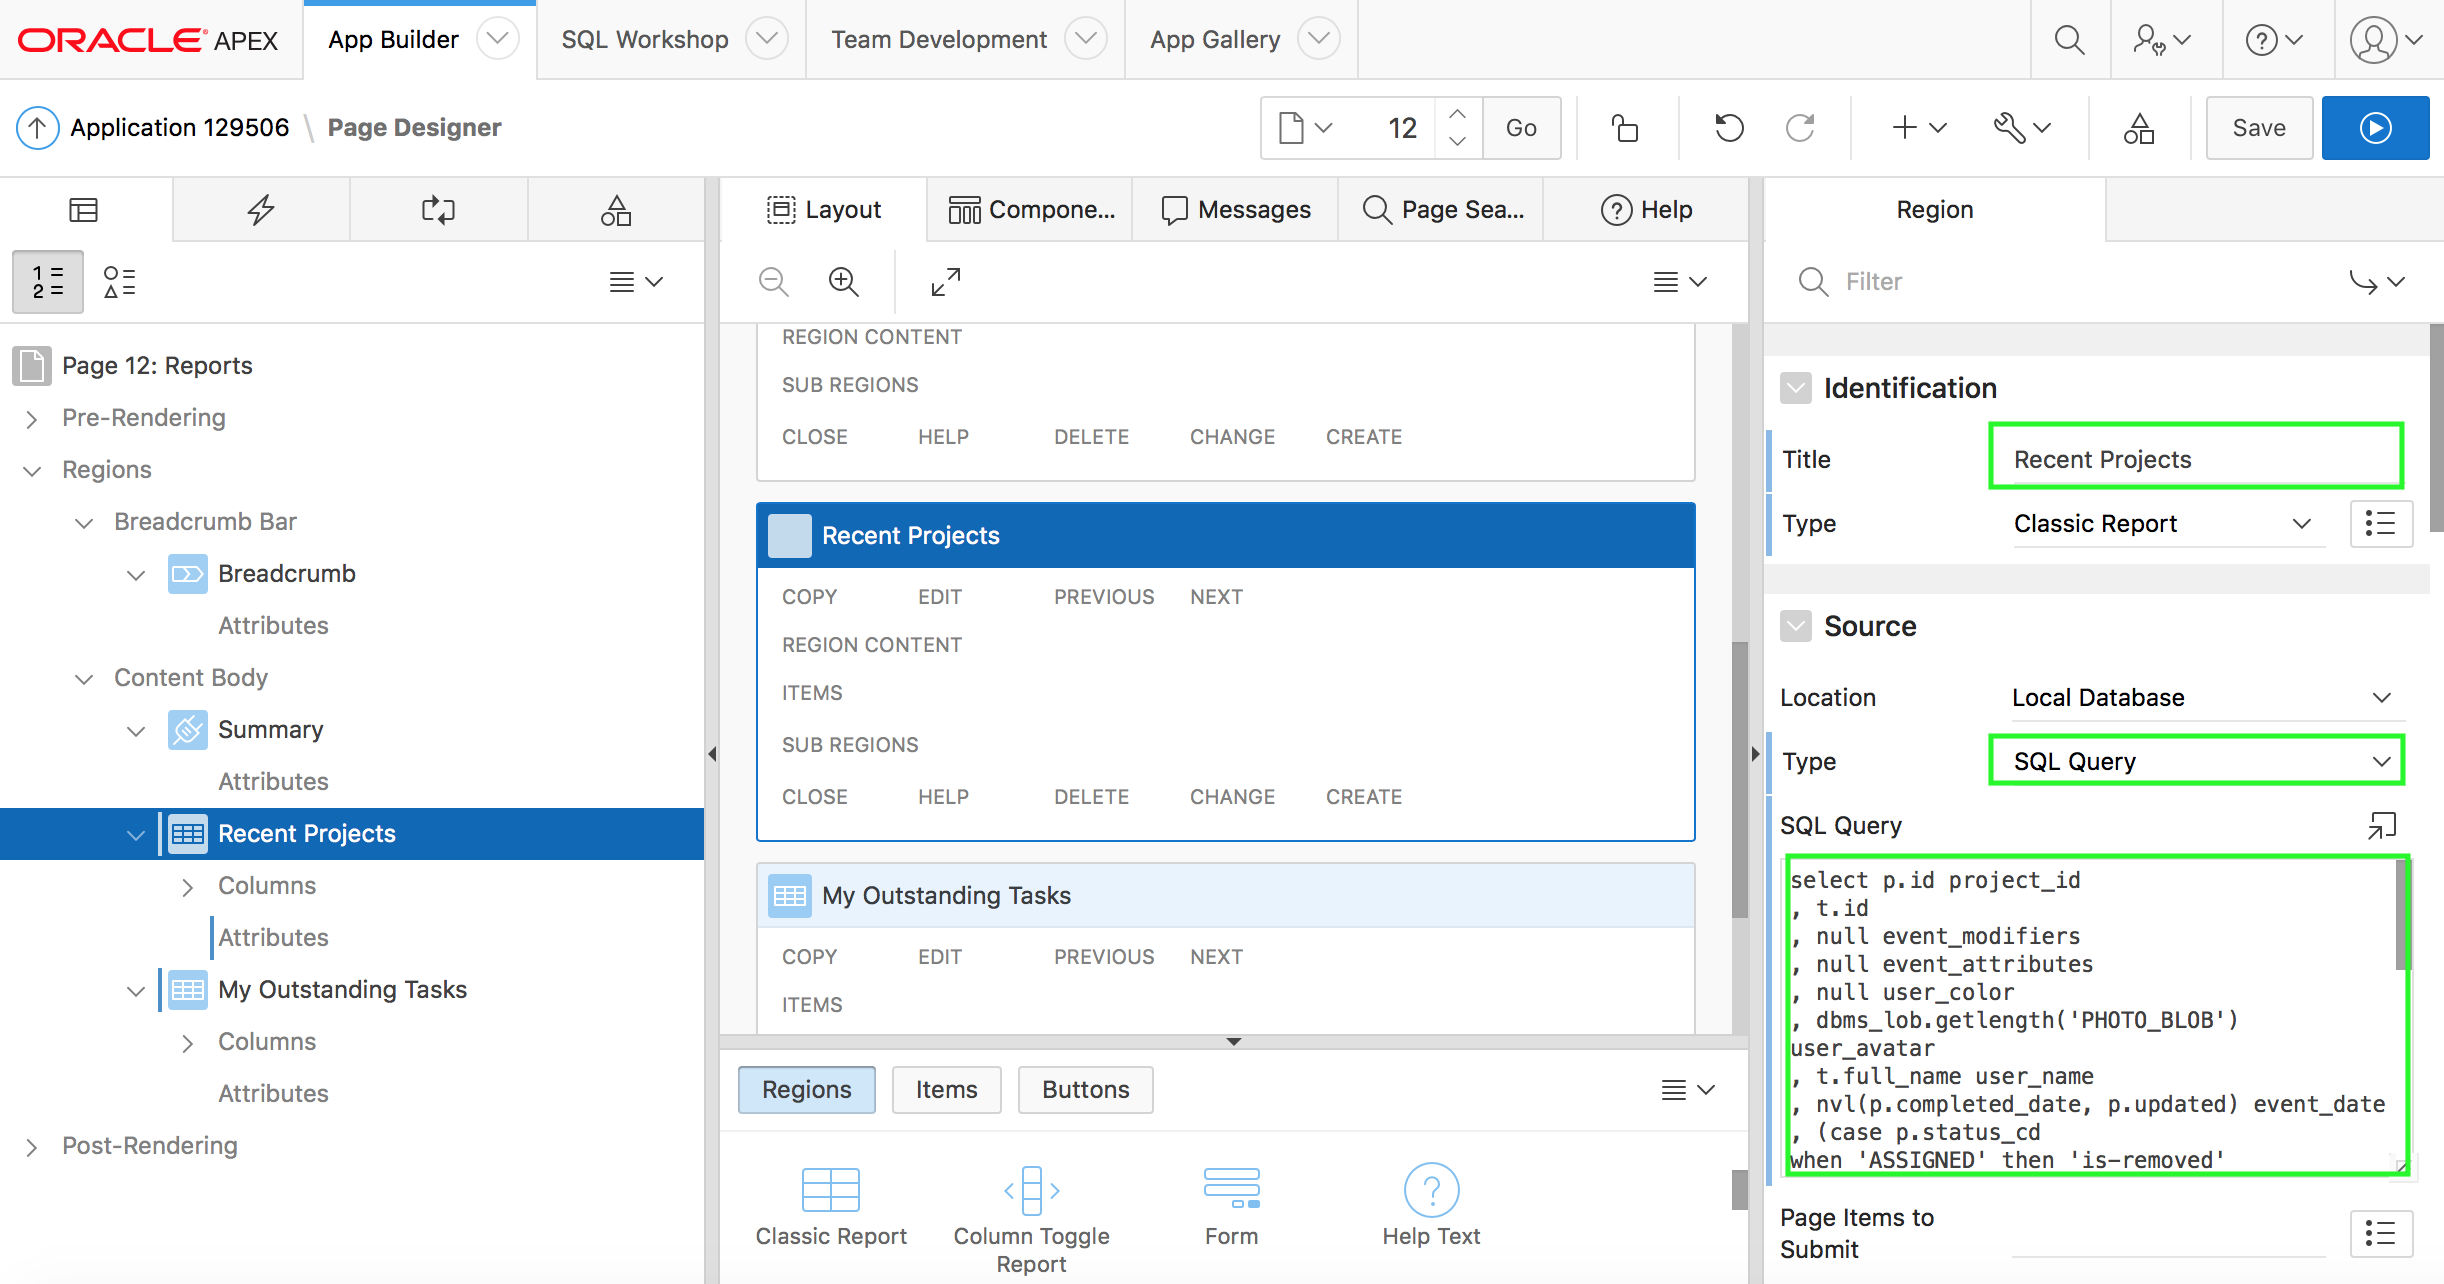 ORACLE APEX
App Builder
SQL Workshop
Team Development
App Gallery
Application 129506 \ Page Designer
12
Go
Save
Layout
Compone...
Messages
Page Sea...
Help
Region
1
2
Filter
Page 12: Reports
Pre-Rendering
Regions
Breadcrumb Bar
Breadcrumb
Attributes
Content Body
Summary
Attributes
Recent Projects
Columns
Attributes
My Outstanding Tasks
Columns
Attributes
Post-Rendering
REGION CONTENT
SUB REGIONS
CLOSE HELP DELETE CHANGE CREATE
Recent Projects
COPY EDIT PREVIOUS NEXT
REGION CONTENT
ITEMS
SUB REGIONS
CLOSE HELP DELETE CHANGE CREATE
My Outstanding Tasks
COPY EDIT PREVIOUS NEXT
ITEMS
Regions Items Buttons
Classic Report
Column Toggle
Report
Form
Help Text
Identification
Title Recent Projects
Type Classic Report
Source
Location Local Database
Type SQL Query
SQL Query
select p.id project_id
, t.id
, null event_modifiers
, null event_attributes
, null user_color
, dbms_lob.getlength('PHOTO_BLOB')
user_avatar
, t.full_name user_name
, nvl(p.completed_date, p.updated) event_date
, (case p.status_cd
when 'ASSIGNED' then 'is-removed'
Page Items to
Submit